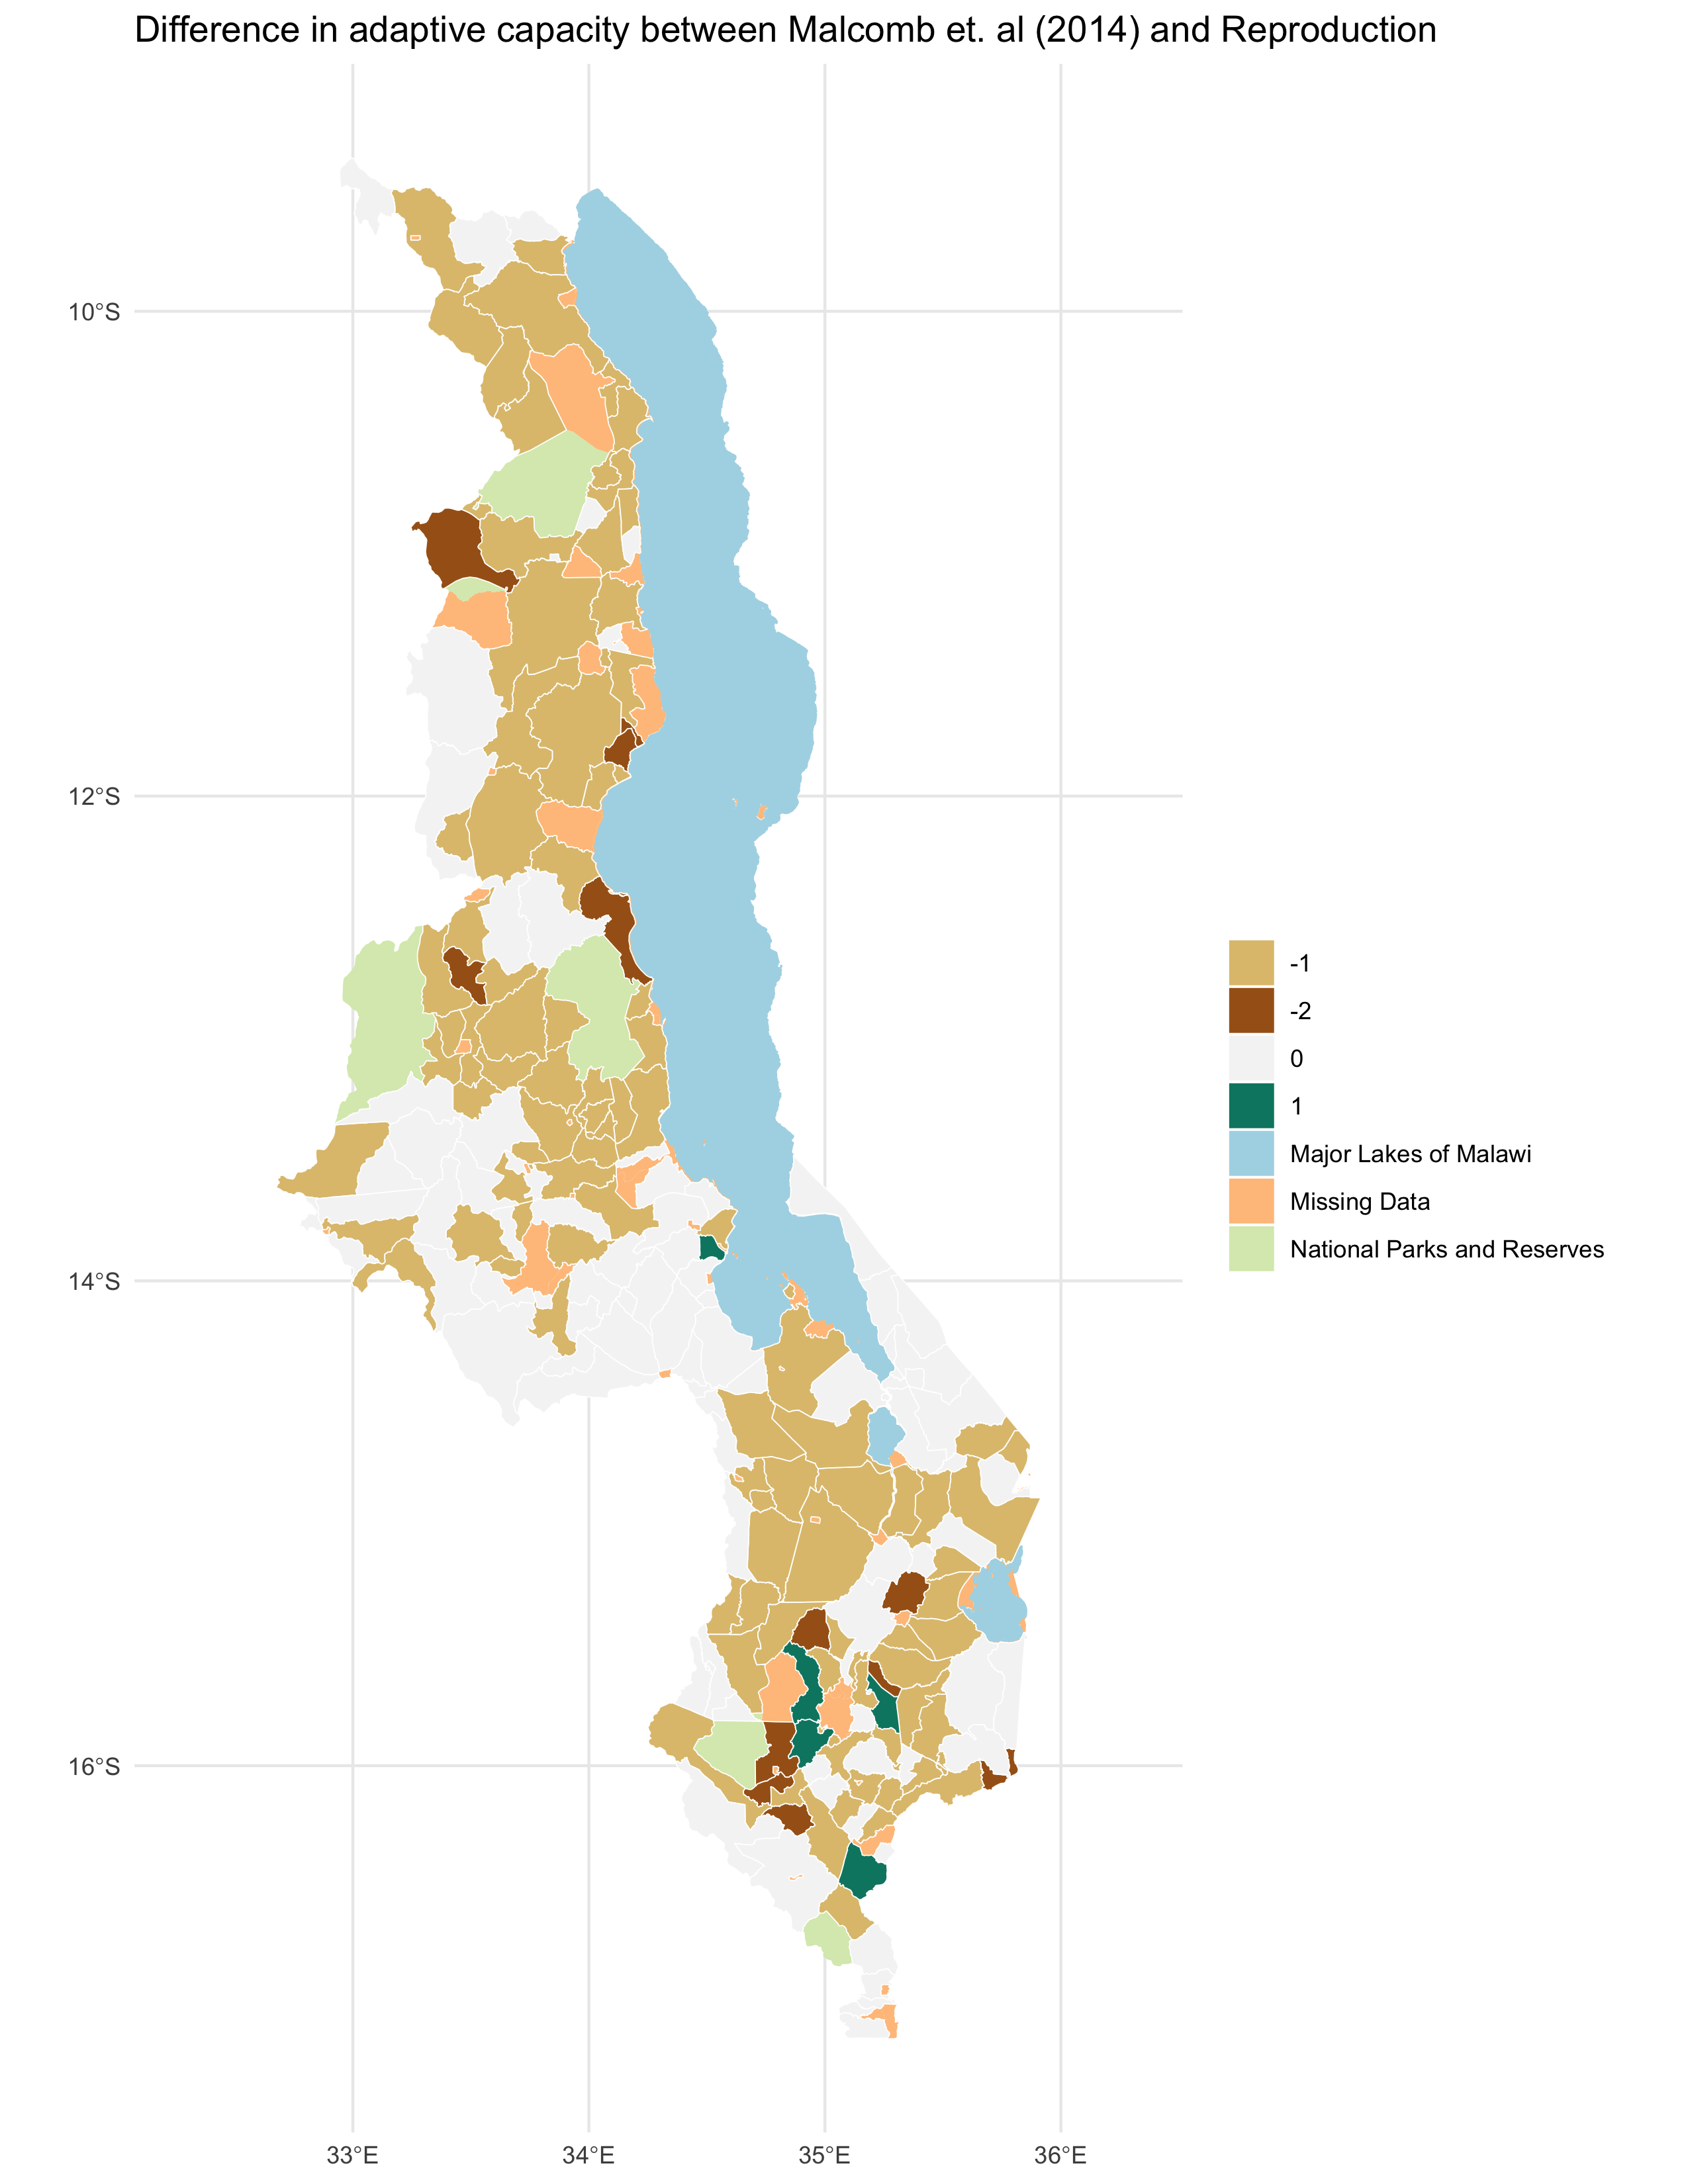 Difference in adaptive capacity between Malcomb et. al (2014) and Reproduction
10°S
12°S
14°S
16°S
33°E
34°E
35°E
36°E
-1
-2
0
1
Major Lakes of Malawi
Missing Data
National Parks and Reserves